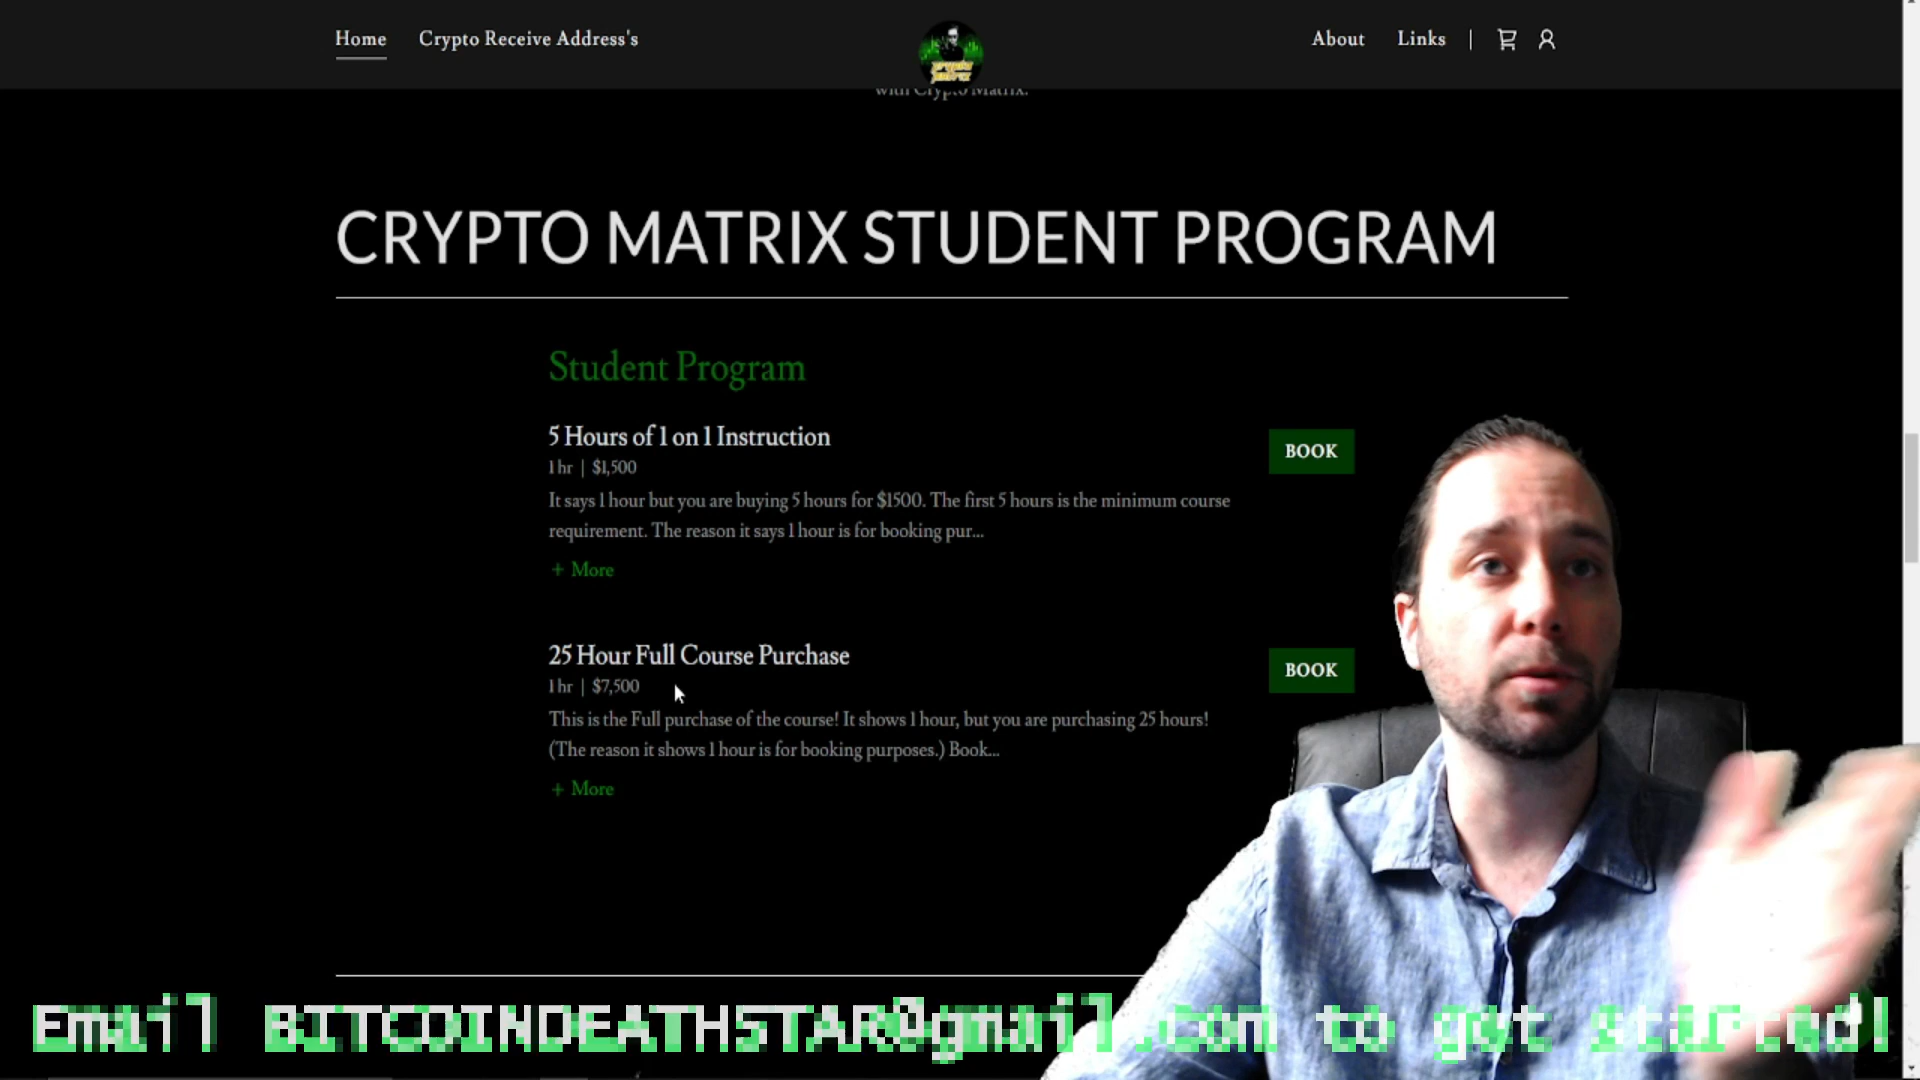 Home Crypto Receive Address's About Links
with Crypto Matrix.
CRYPTO MATRIX STUDENT PROGRAM
Student Program
5 Hours of 1 on 1 Instruction
BOOK
1 hr | $1,500
It says 1 hour but you are buying 5 hours for $1500. The first 5 hours is the minimum course
requirement. The reason it says 1 hour is for booking pur...
+ More
25 Hour Full Course Purchase
BOOK
1 hr | $7,500
This is the Full purchase of the course! It shows 1 hour, but you are purchasing 25 hours!
(The reason it shows 1 hour is for booking purposes.) Book...
+ More
Email BITCOINDEATHSTAR@gmail.com to get started!